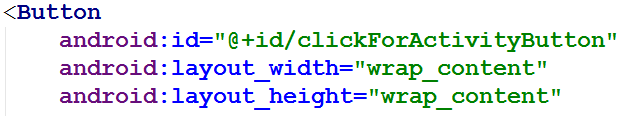 <Button
android:id="@+id/clickForActivityButton"
android:layout_width="wrap_content"
android:layout_height="wrap_content"